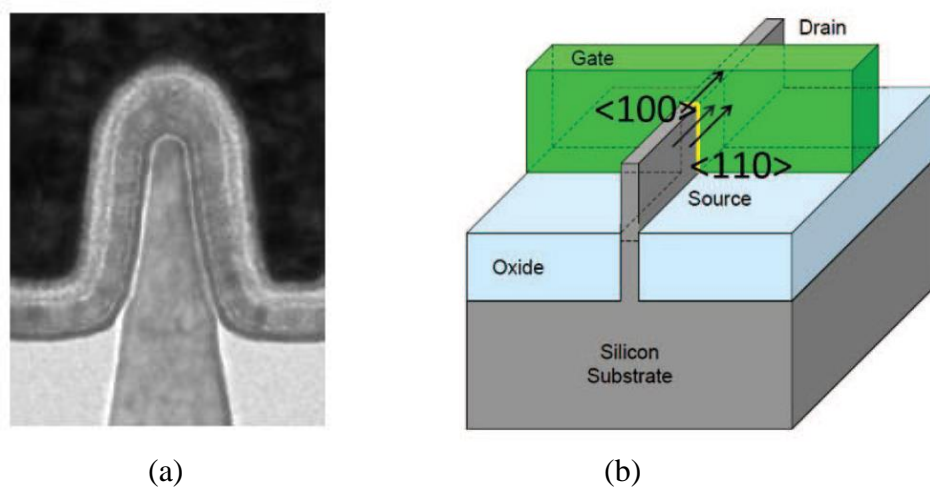 Drain
Gate
<100>
<110>
Source
Oxide
Silicon
Substrate
(a)
(b)